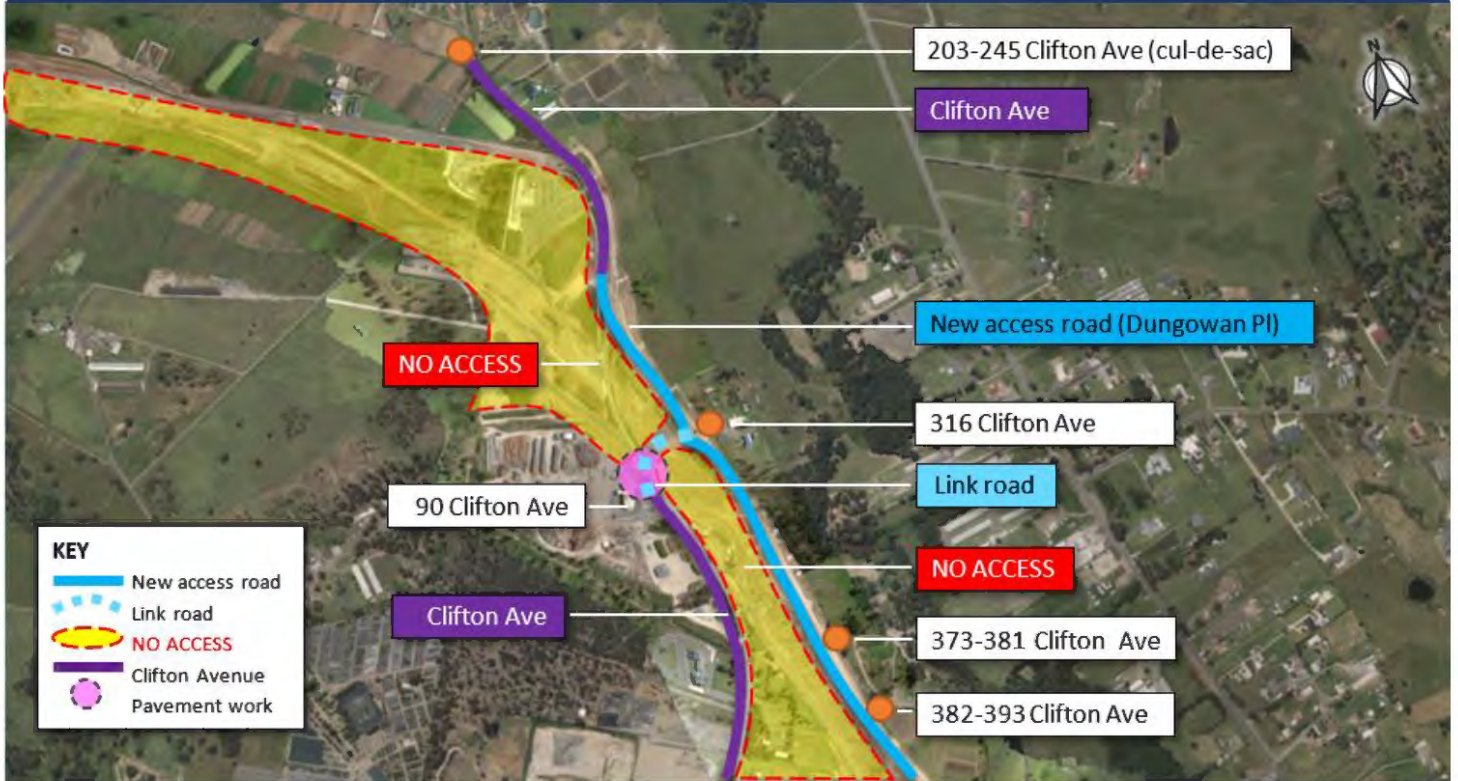 203-245 Clifton Ave (cul-de-sac)
N
Clifton Ave
New access road (Dungowan Pl)
NO ACCESS
316 Clifton Ave
Link road
90 Clifton Ave
NO ACCESS
Clifton Ave
373-381 Clifton Ave
382-393 Clifton Ave
KEY
New access road
Link road
NO ACCESS
Clifton Avenue
Pavement work